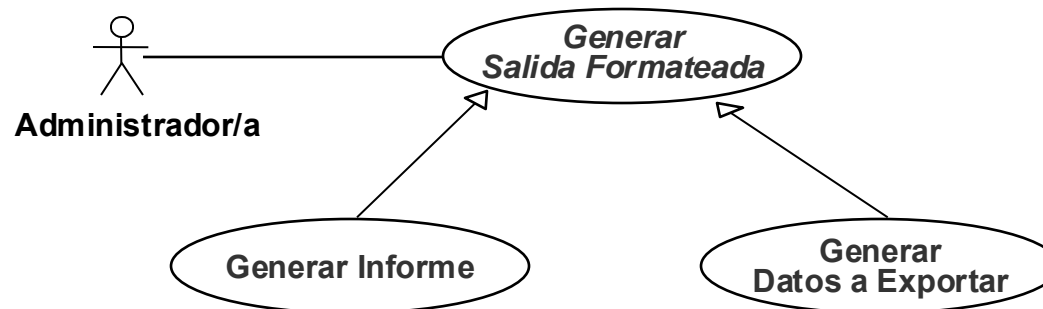 Generar
Salida Formateada
Administrador/a
Generar Informe
Generar
Datos a Exportar